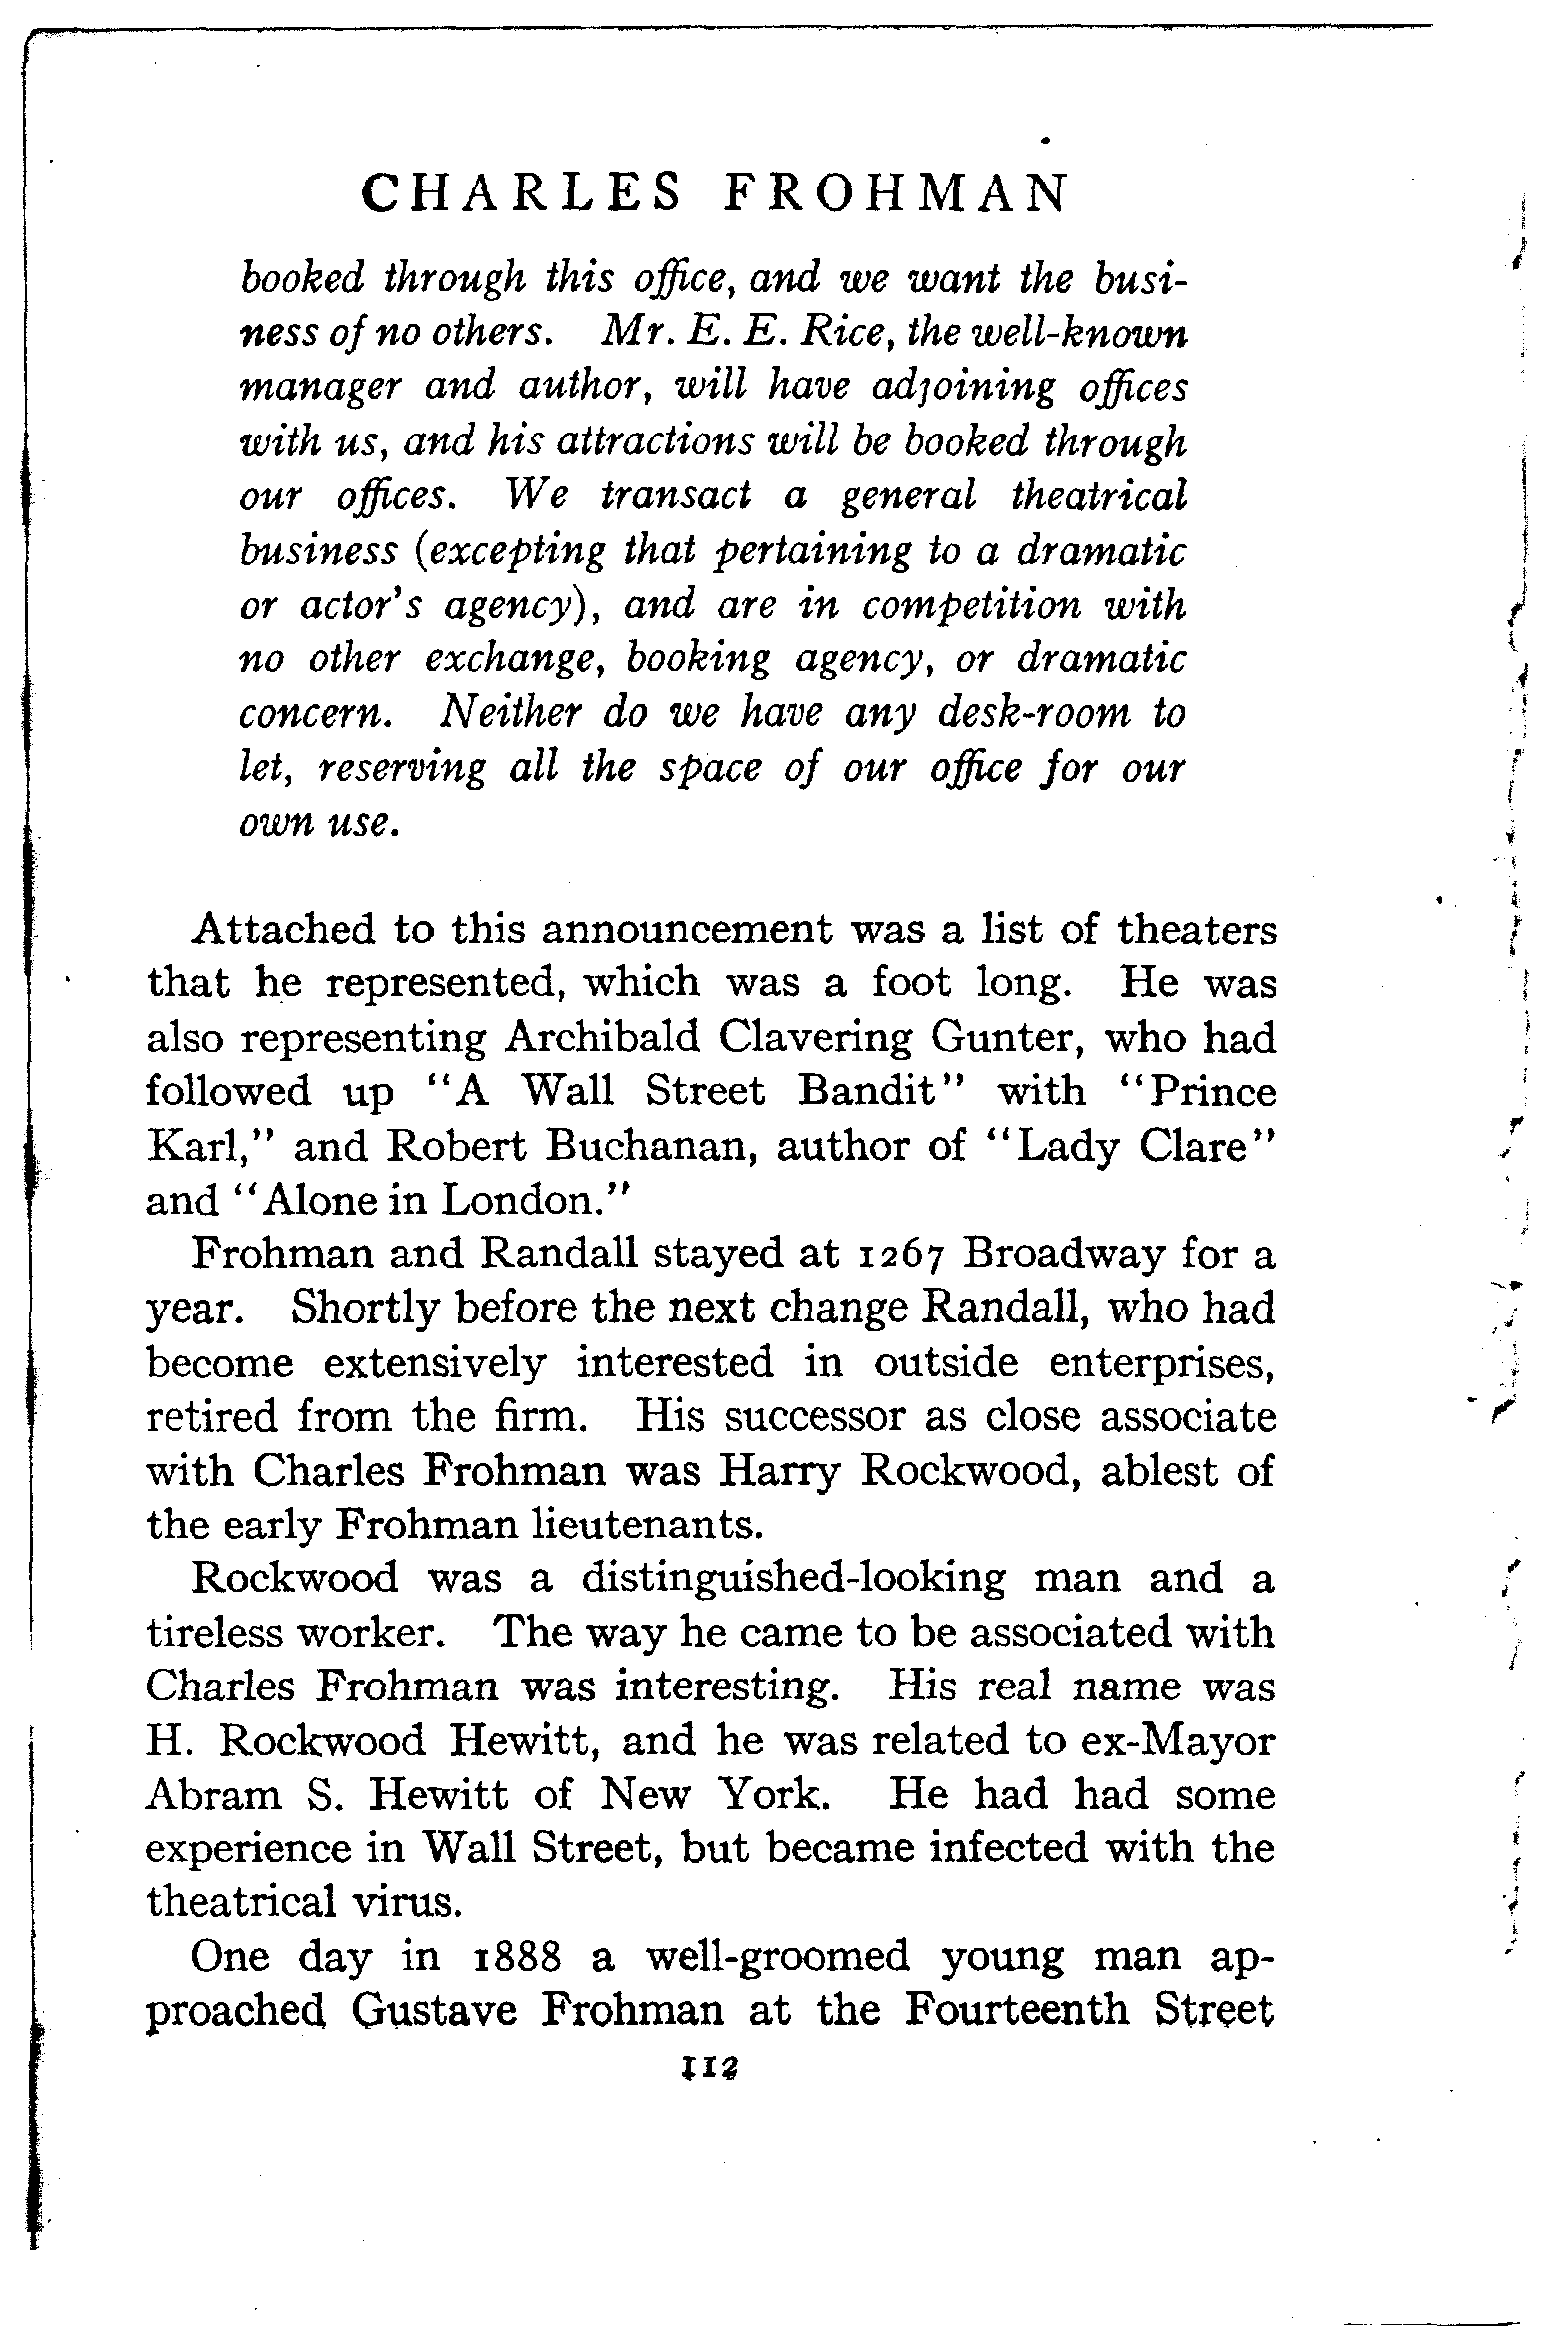 CHARLES FROHMAN
booked through this office, and we want the busi-
ness of no others. Mr. E. E. Rice, the well-known
manager and author, will have adjoining offices
with us, and his attractions will be booked through
our offices. We transact a general theatrical
business (excepting that pertaining to a dramatic
or actor's agency), and are in competition with
no other exchange, booking agency, or dramatic
concern. Neither do we have any desk-room to
let, reserving all the space of our office for our
own use.
Attached to this announcement was a list of theaters
that he represented, which was a foot long. He was
also representing Archibald Clavering Gunter, who had
followed up "A Wall Street Bandit" with "Prince
Karl," and Robert Buchanan, author of "Lady Clare"
and "Alone in London."
Frohman and Randall stayed at 1267 Broadway for a
year. Shortly before the next change Randall, who had
become extensively interested in outside enterprises,
retired from the firm. His successor as close associate
with Charles Frohman was Harry Rockwood, ablest of
the early Frohman lieutenants.
Rockwood was a distinguished-looking man and a
tireless worker. The way he came to be associated with
Charles Frohman was interesting. His real name was
H. Rockwood Hewitt, and he was related to ex-Mayor
Abram S. Hewitt of New York. He had had some
experience in Wall Street, but became infected with the
theatrical virus.
One day in 1888 a well-groomed young man ap-
proached Gustave Frohman at the Fourteenth Street
112